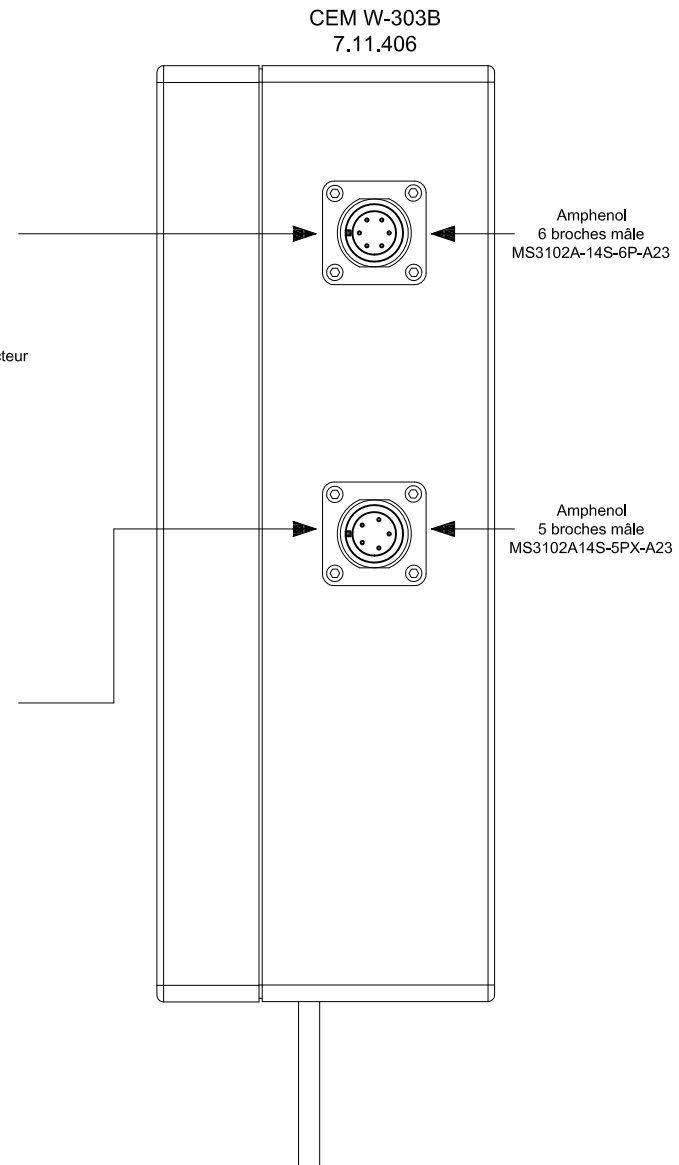 CEM W-303B
7.11.406
Amphenol
6 broches mâle
MS3102A-14S-6P-A23
cteur
Amphenol
5 broches mâle
MS3102A14S-5PX-A23